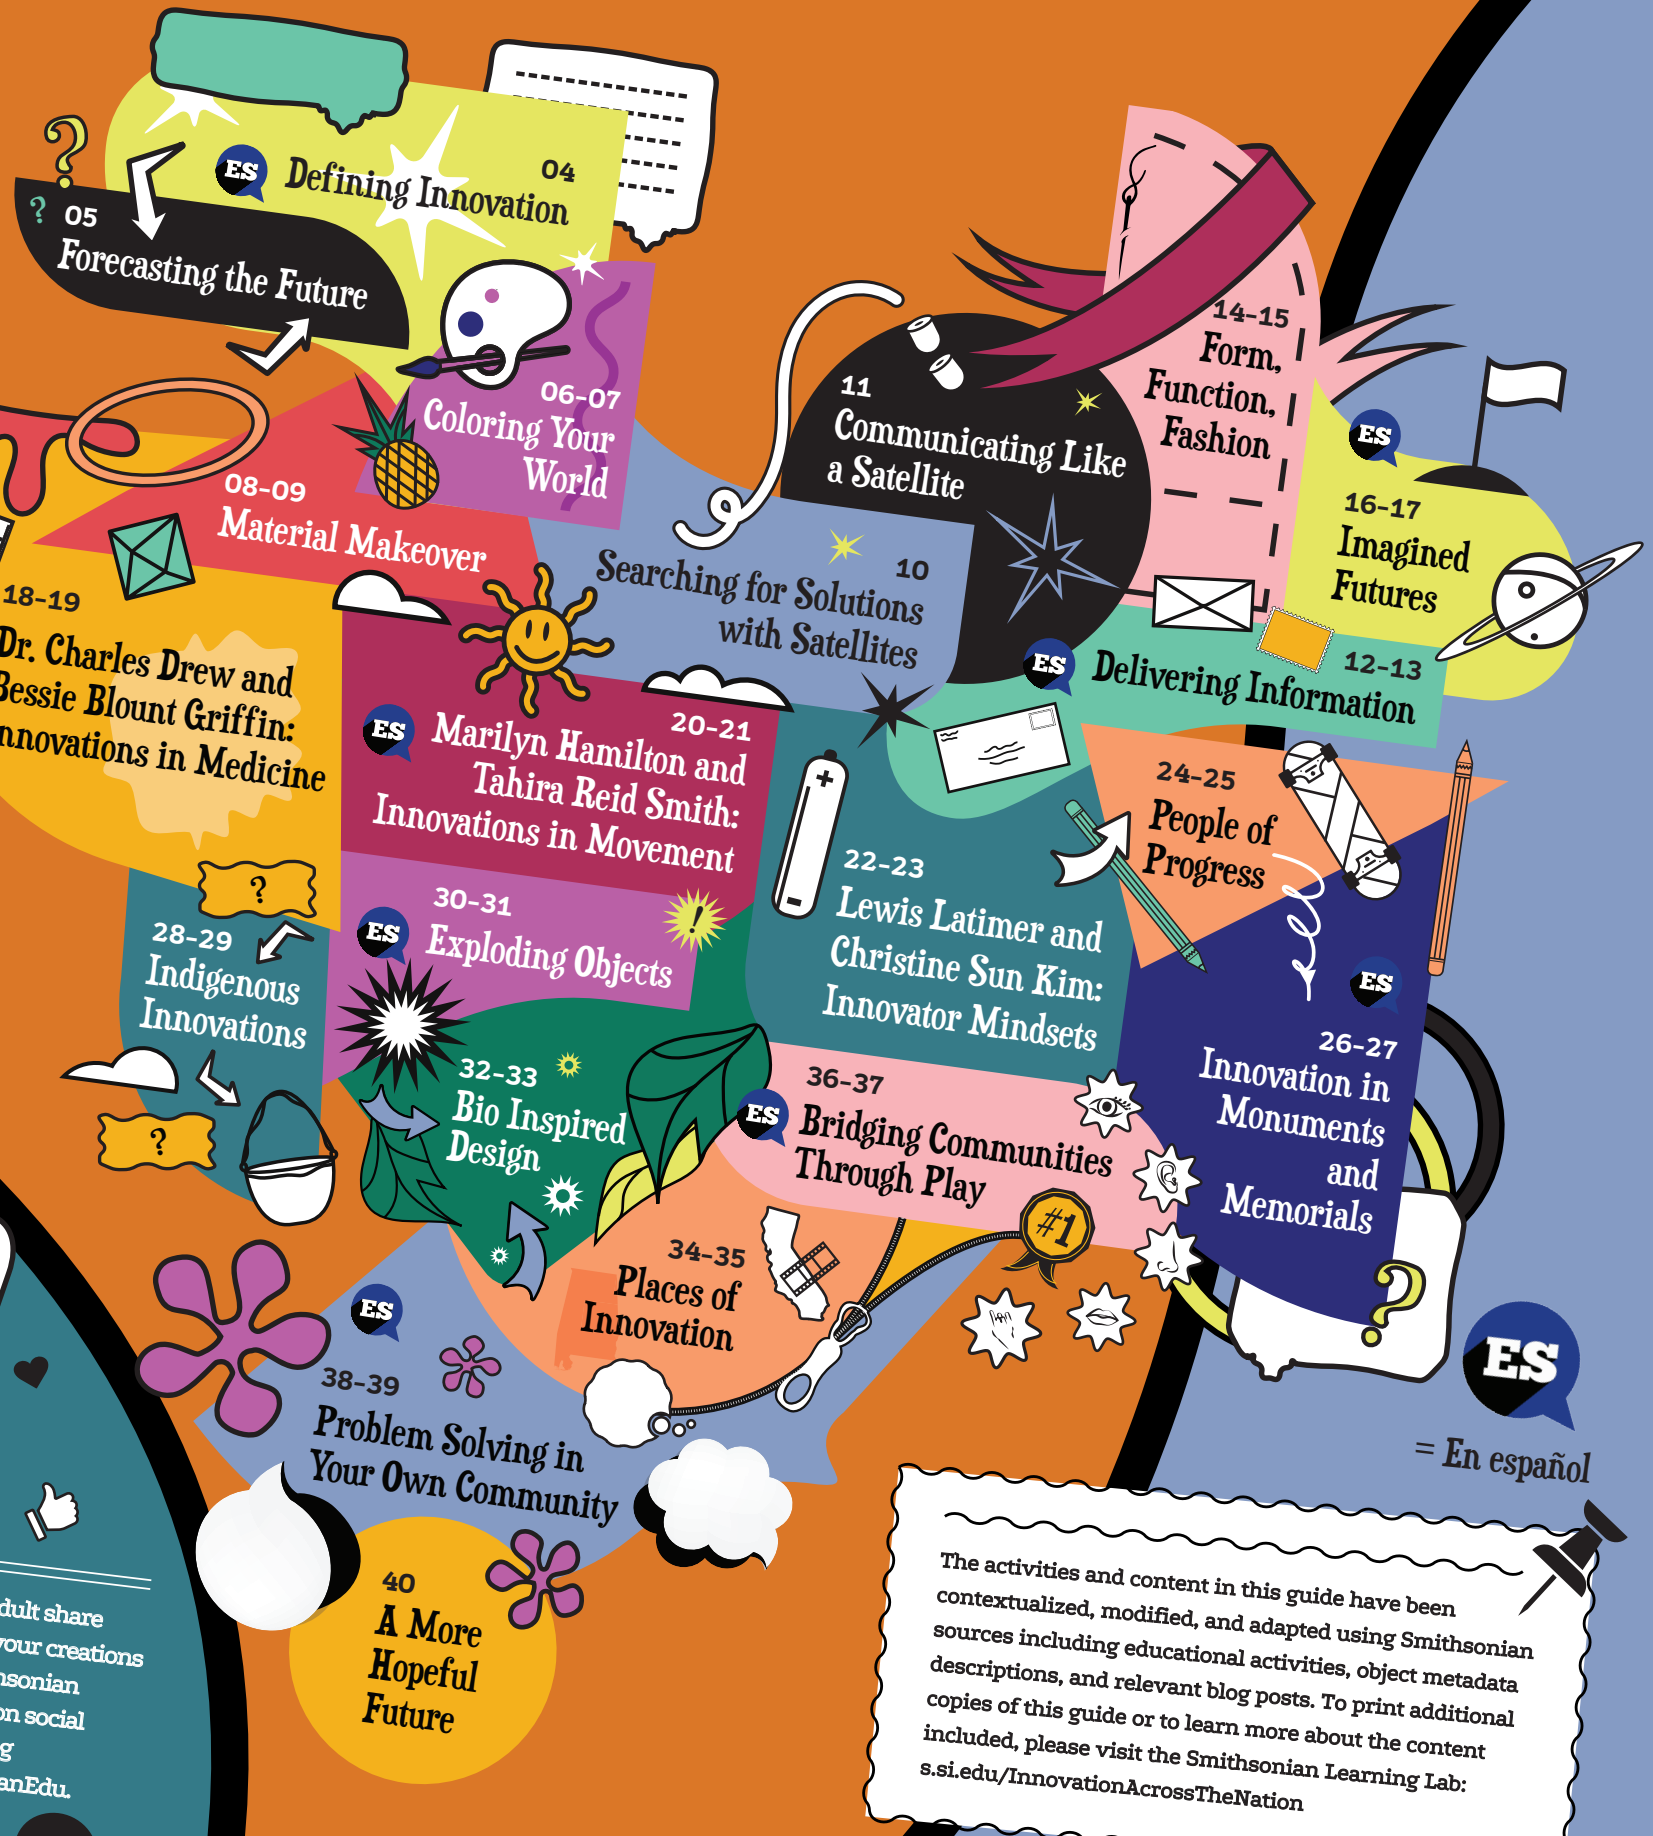 04
ES
Defining Innovation
?
?
05
Forecasting the Future
06-07
Coloring Your
World
08-09
Material Makeover
10
Searching for Solutions
with Satellites
11
Communicating Like
a Satellite
14-15
Form,
Function,
Fashion
ES
16-17
Imagined
Futures
ES
12-13
Delivering Information
18-19
Dr. Charles Drew and
Bessie Blount Griffin:
Innovations in Medicine
20-21
ES
Marilyn Hamilton and
Tahira Reid Smith:
Innovations in Movement
+
-
22-23
Lewis Latimer and
Christine Sun Kim:
Innovator Mindsets
24-25
People of
Progress
ES
26-27
Innovation in
Monuments
and
Memorials
?
?
28-29
Indigenous
Innovations
?
30-31
ES
Exploding Objects
!
32-33
Bio Inspired
Design
34-35
Places of
Innovation
36-37
ES
Bridging Communities
Through Play
#1
ES
38-39
Problem Solving in
Your Own Community
40
A More
Hopeful
Future
ES
= En español
The activities and content in this guide have been
contextualized, modified, and adapted using Smithsonian
sources including educational activities, object metadata
descriptions, and relevant blog posts. To print additional
copies of this guide or to learn more about the content
included, please visit the Smithsonian Learning Lab:
s.si.edu/InnovationAcrossTheNation
share
your creations
on social